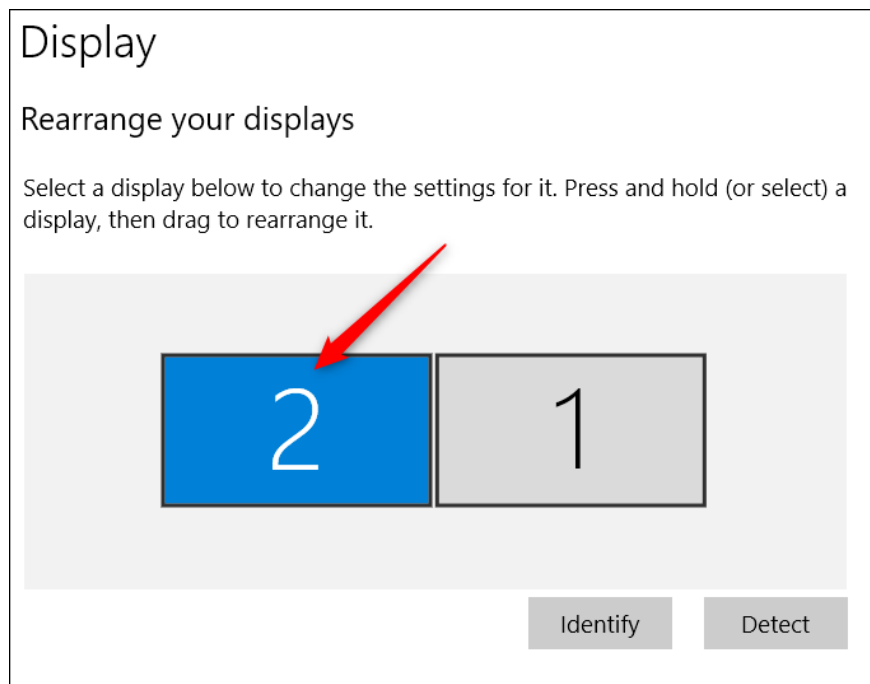 Display
Rearrange your displays
Select a display below to change the settings for it. Press and hold (or select) a
display, then drag to rearrange it.
2 1
Identify Detect